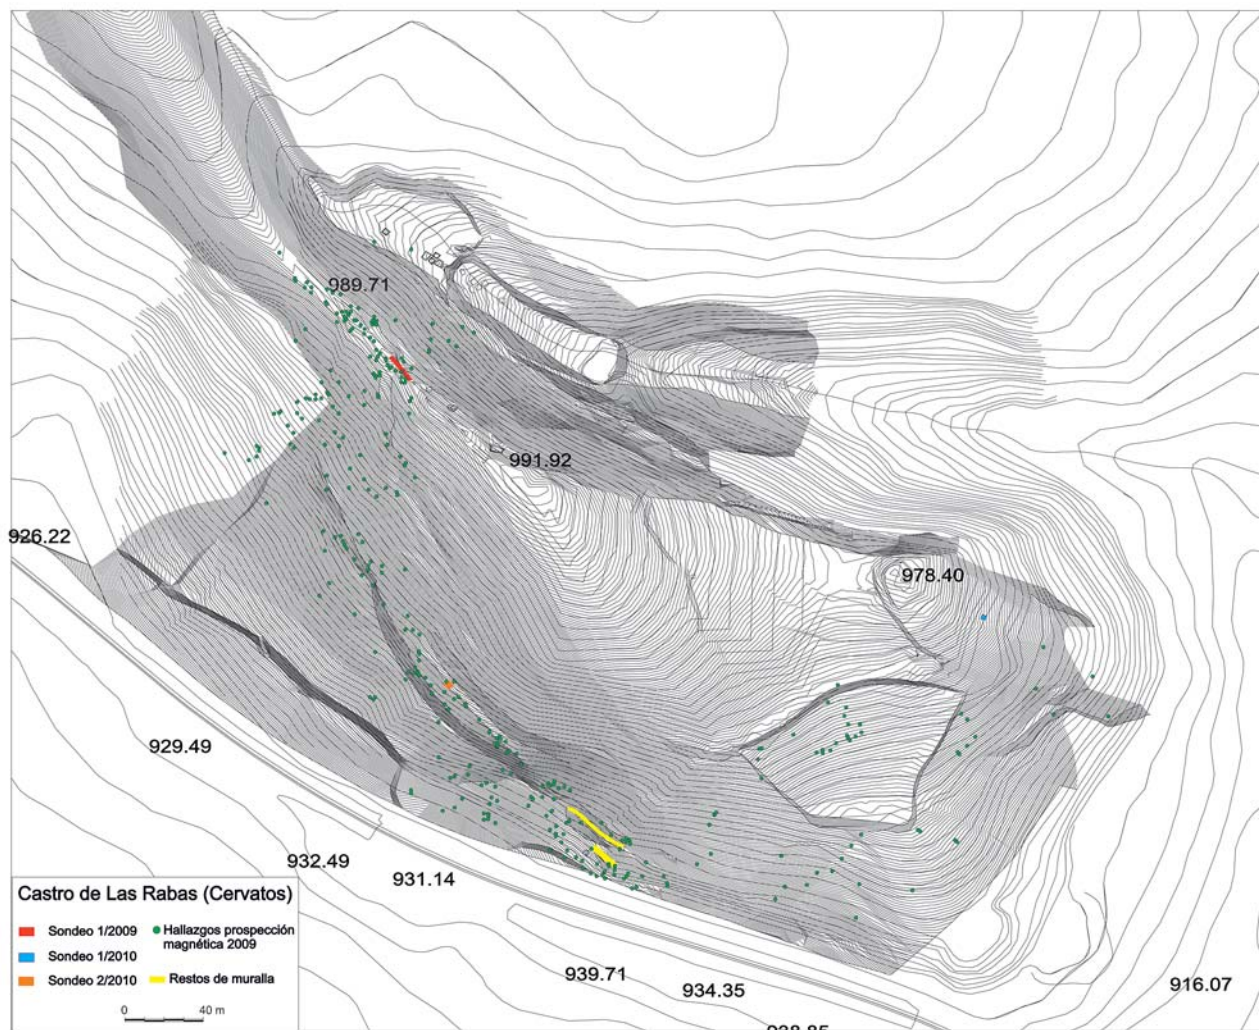 989.71
991.92
926.22
978.40
929.49
932.49
931.14
939.71
934.35
916.07
938.85
Castro de Las Rabas (Cervatos)
Sondeo 1/2009
Sondeo 1/2010
Sondeo 2/2010
Hallazgos prospección
magnética 2009
Restos de muralla
0 40 m